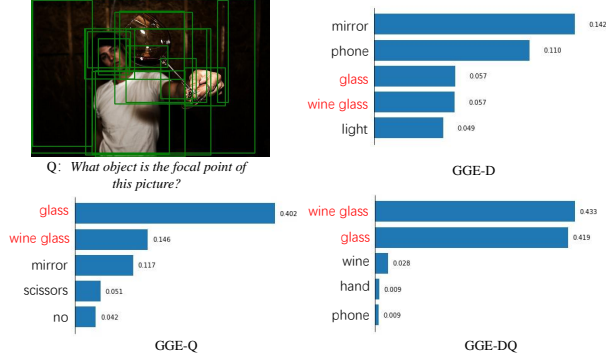 Q: What object is the focal point of
this picture?
mirror 0.142
phone 0.110
glass 0.057
wine glass 0.057
light 0.049
GGE-D
glass 0.402
wine glass 0.146
mirror 0.117
scissors 0.051
no 0.042
GGE-Q
wine glass 0.433
glass 0.419
wine 0.028
hand 0.009
phone 0.009
GGE-DQ